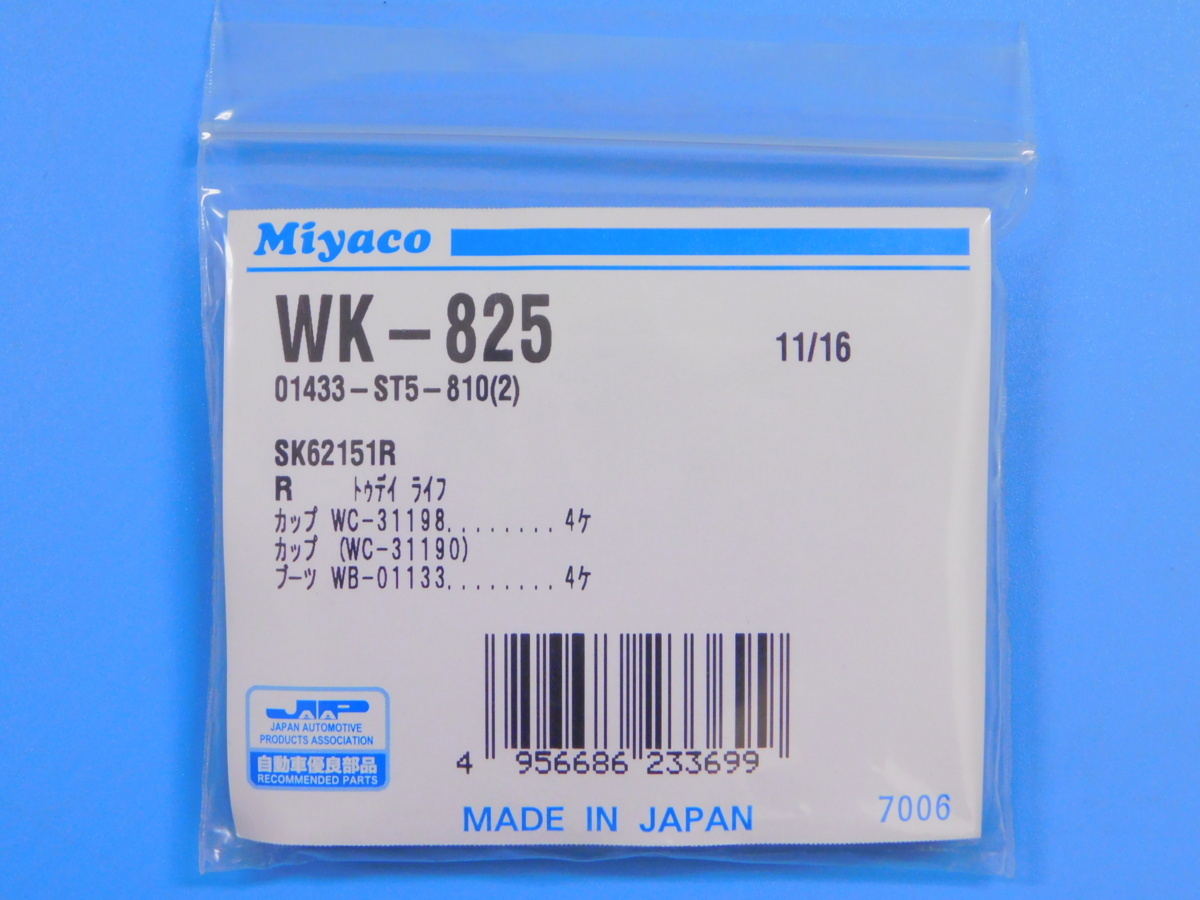 Miyaco
WK-825
11/16
01433-ST5-810(2)
SK62151R
R トゥデイ ライフ
カップ WC-31198........4ケ
カップ (WC-31190)
ブーツ WB-01133........4ケ
4 956686 233699
JAPA
JAPAN AUTOMOTIVE
PRODUCTS ASSOCIATION
自動車優良部品
RECOMMENDED PARTS
MADE IN JAPAN
7006